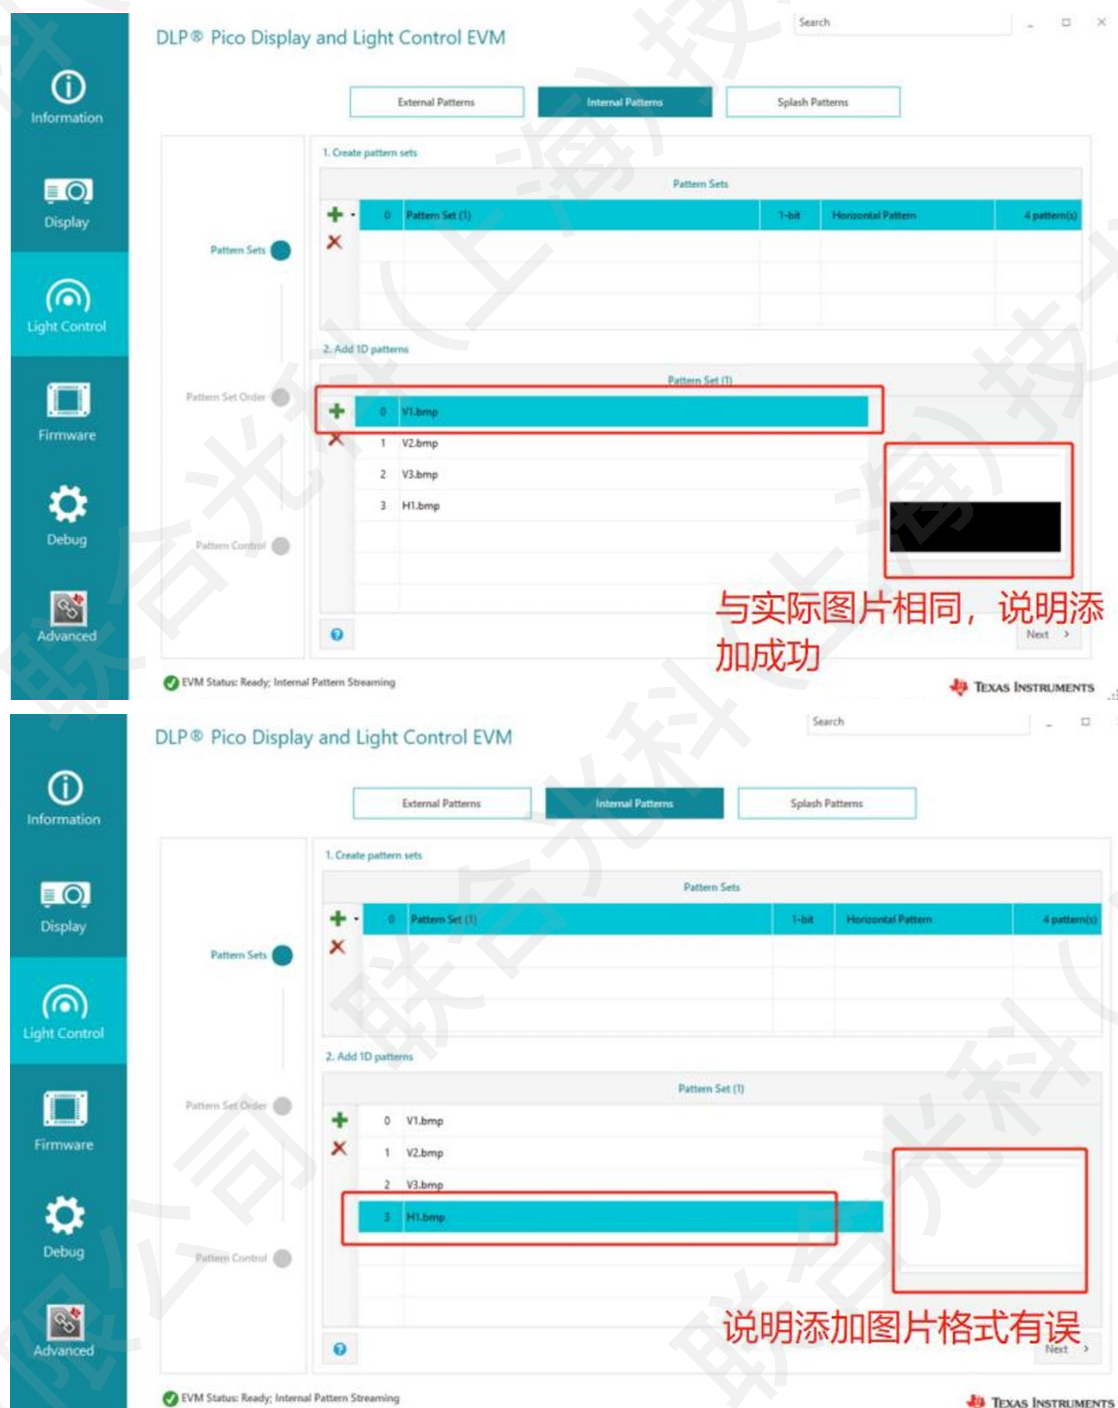 Search
DLP® Pico Display and Light Control EVM
Information
External Patterns
Internal Patterns
Splash Patterns
1. Create pattern sets
Pattern Sets
0 Pattern Set (1) 1-bit Horizontal Pattern 4 pattern(s)
Display
Pattern Sets
Light Control
2. Add 1D patterns
Pattern Set (1)
Pattern Set Order
0 V1.bmp
Firmware
1 V2.bmp
2 V3.bmp
3 H1.bmp
Debug
Pattern Control
与实际图片相同，说明添
加成功
Advanced
Next >
EVM Status: Ready; Internal Pattern Streaming
TEXAS INSTRUMENTS
Search
DLP® Pico Display and Light Control EVM
Information
External Patterns
Internal Patterns
Splash Patterns
1. Create pattern sets
Pattern Sets
0 Pattern Set (1) 1-bit Horizontal Pattern 4 pattern(s)
Display
Pattern Sets
Light Control
2. Add 1D patterns
Pattern Set (1)
Pattern Set Order
0 V1.bmp
Firmware
1 V2.bmp
2 V3.bmp
3 H1.bmp
Debug
Pattern Control
说明添加图片格式有误
Advanced
Next >
EVM Status: Ready; Internal Pattern Streaming
TEXAS INSTRUMENTS